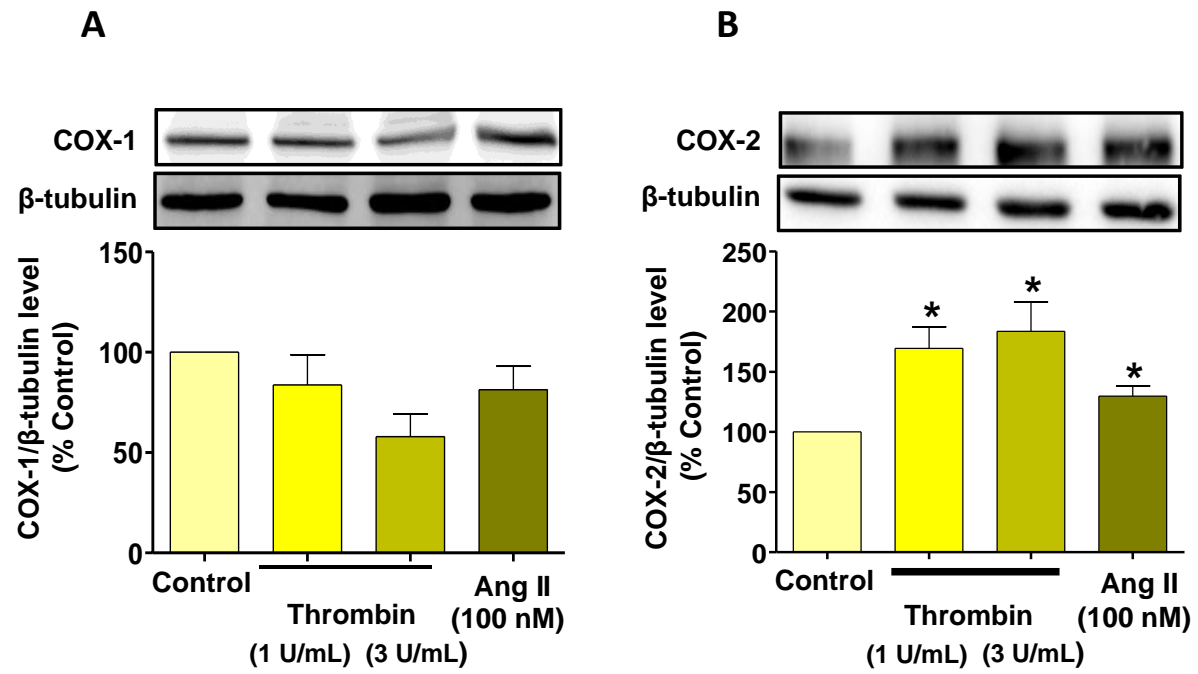 A
COX-1
β-tubulin
COX-1/β-tubulin level
(% Control)
150
100
50
0
Control
Thrombin
(1 U/mL) (3 U/mL)
Ang II
(100 nM)
B
COX-2
β-tubulin
COX-2/β-tubulin level
(% Control)
250
200
150
100
50
0
*
*
*
Control
Thrombin
(1 U/mL) (3 U/mL)
Ang II
(100 nM)